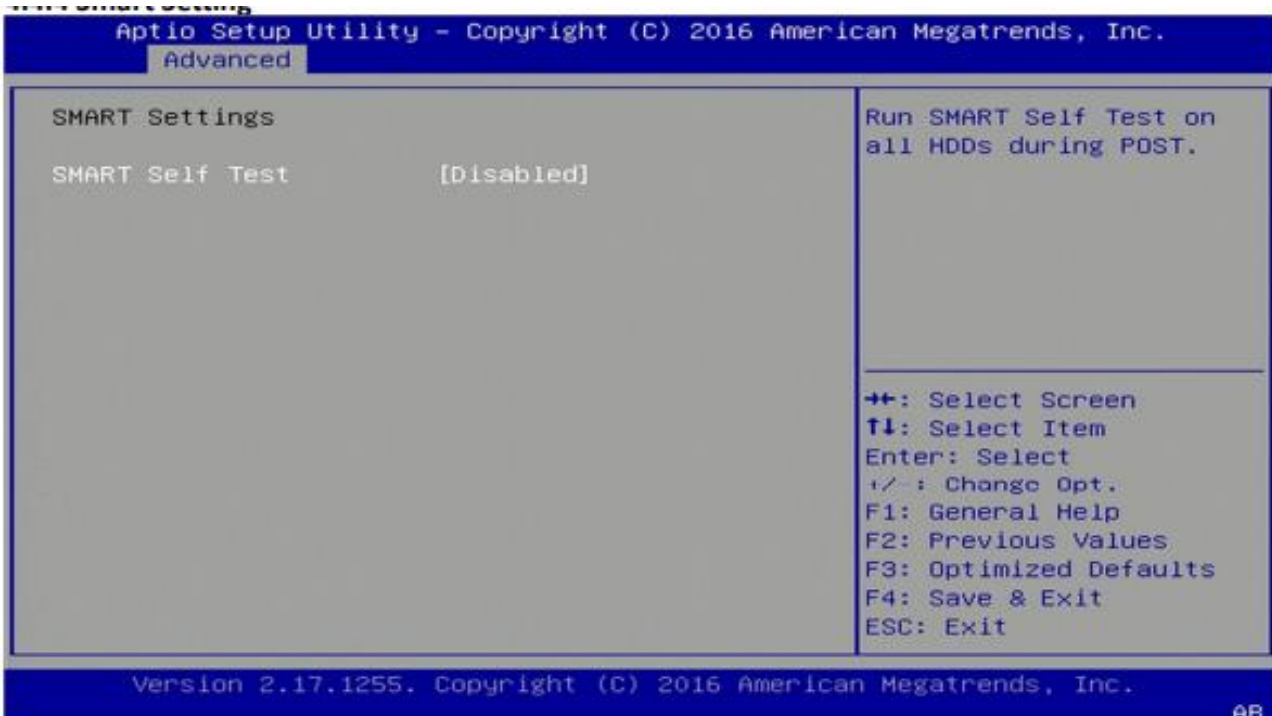 Smart Setting
Aptio Setup Utility – Copyright (C) 2016 American Megatrends, Inc.
Advanced
SMART Settings
SMART Self Test [Disabled]
Run SMART Self Test on
all HDDs during POST.
→←: Select Screen
↑↓: Select Item
Enter: Select
+/-: Change Opt.
F1: General Help
F2: Previous Values
F3: Optimized Defaults
F4: Save & Exit
ESC: Exit
Version 2.17.1255. Copyright (C) 2016 American Megatrends, Inc.
AB